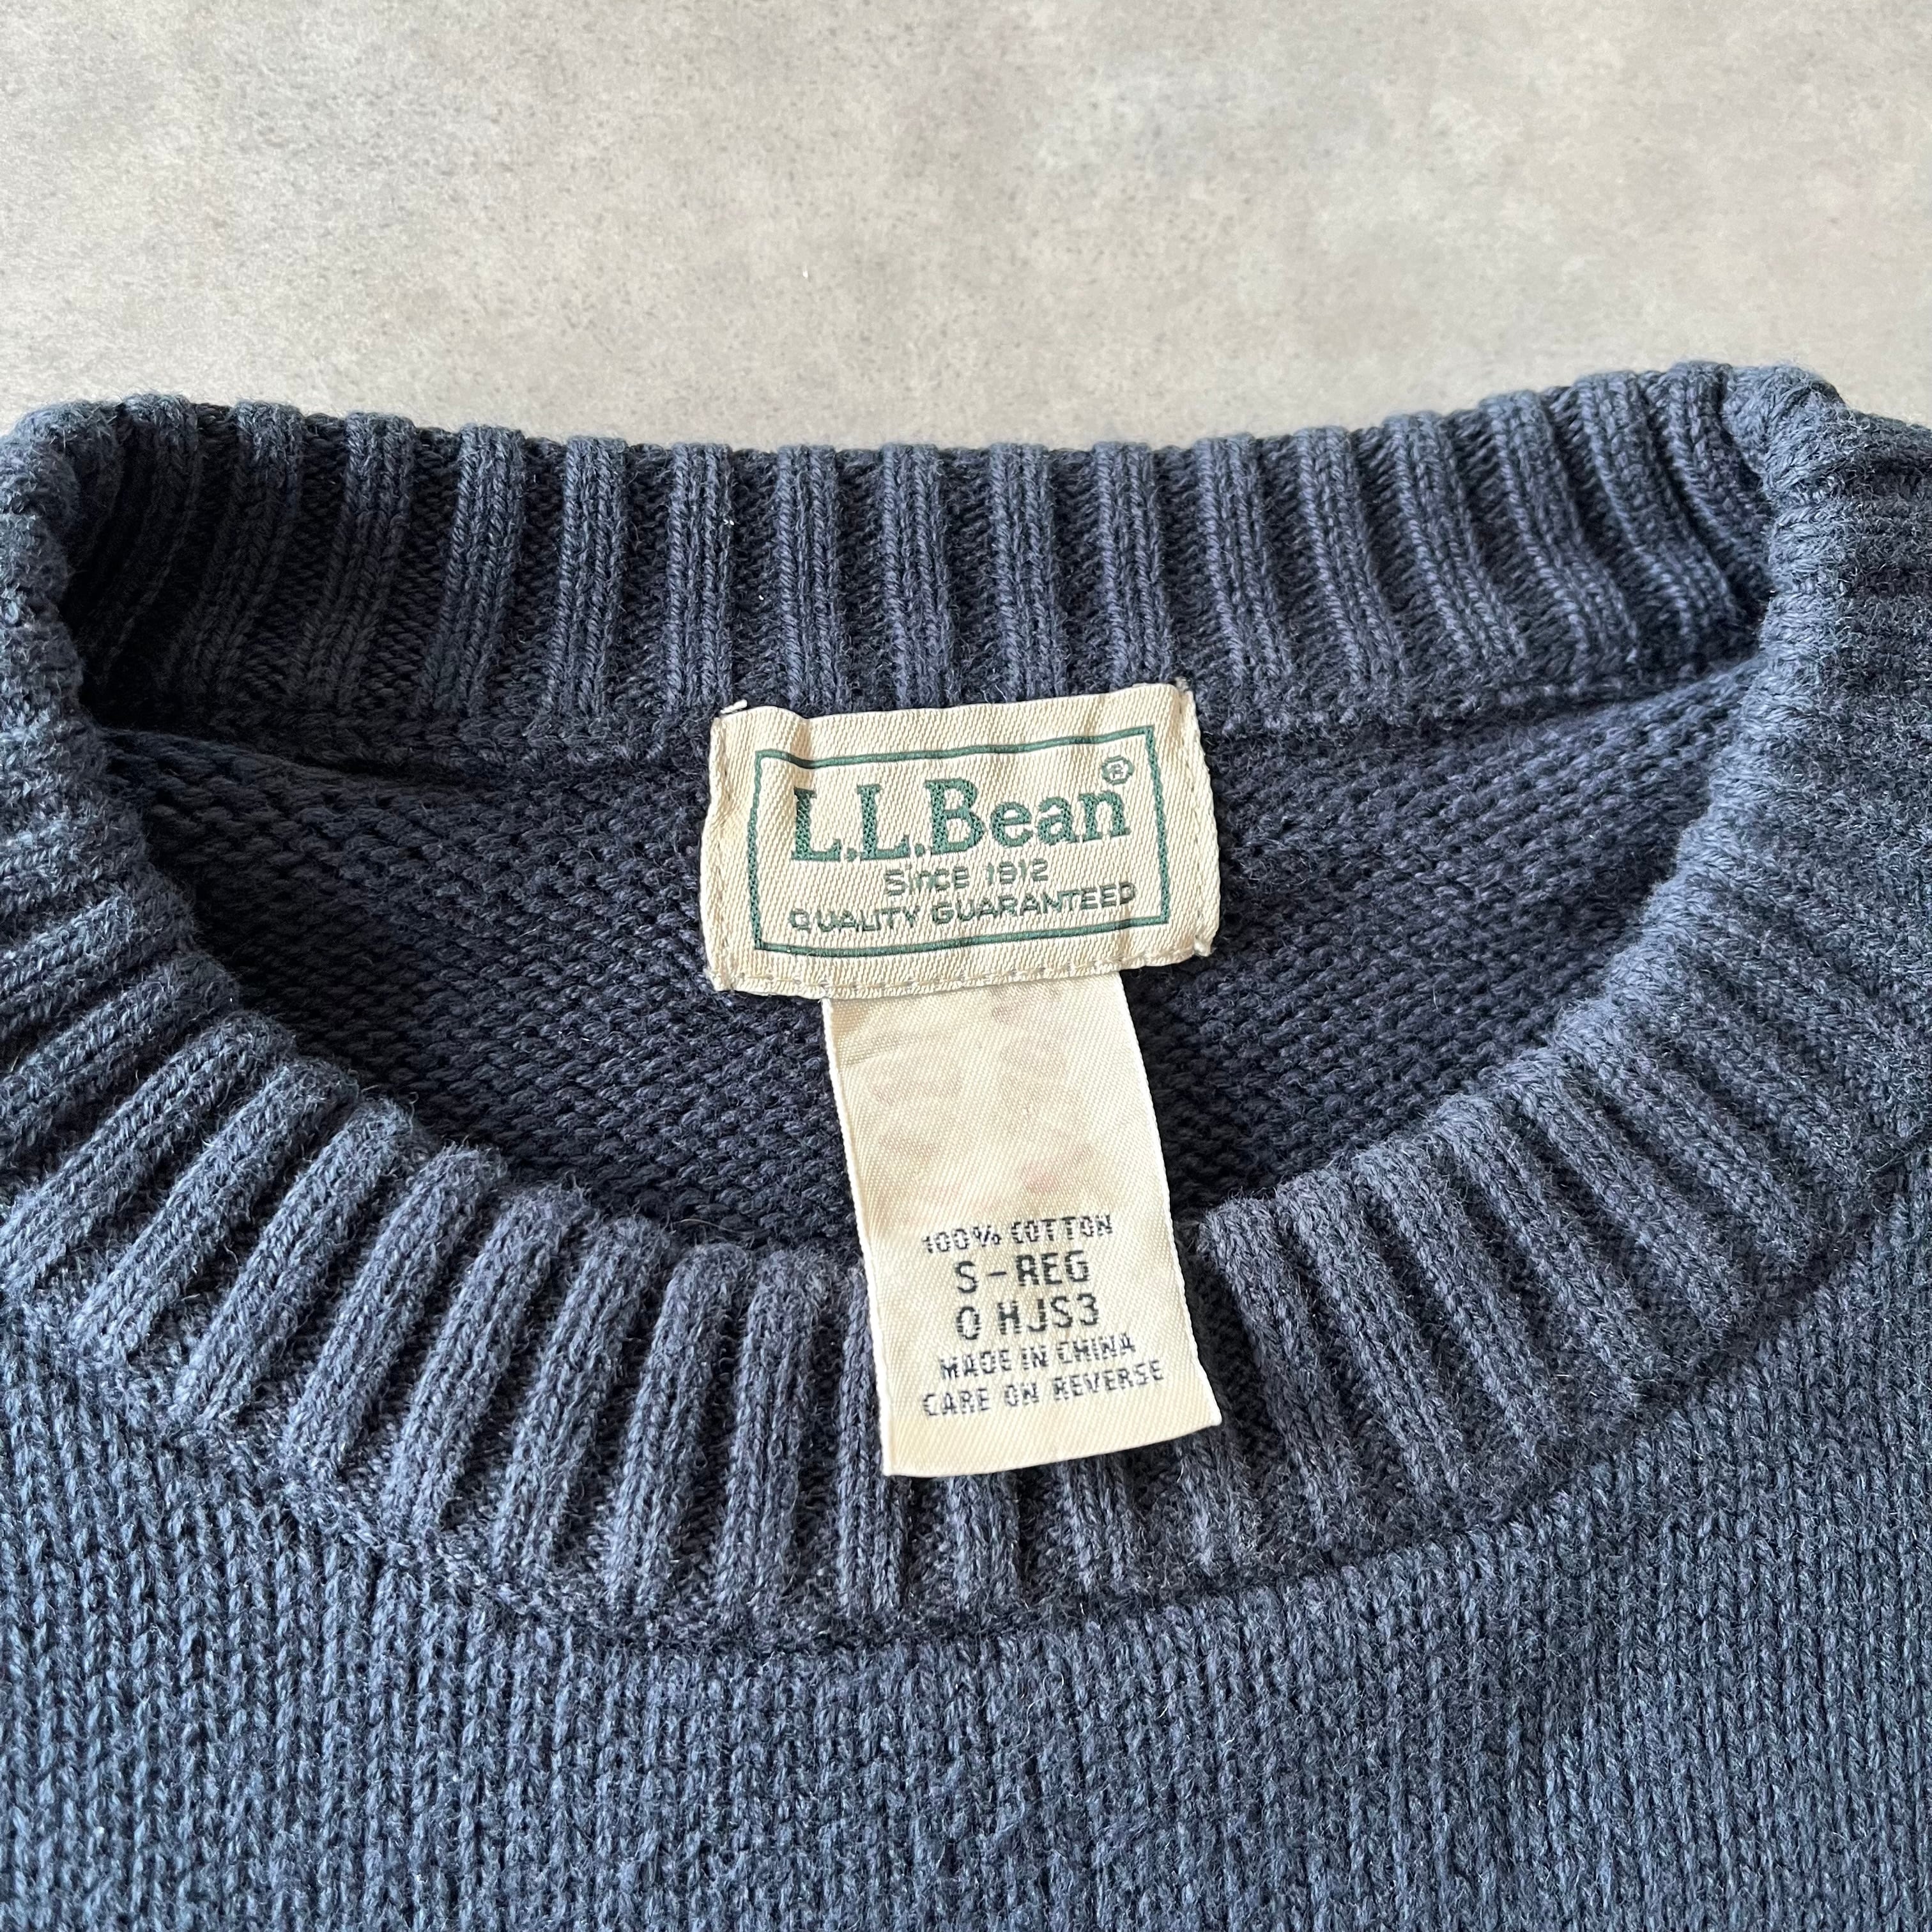 L.L.Bean®
Since 1912
QUALITY GUARANTEED
100% COTTON
S-REG
0 HJS3
MADE IN CHINA
CARE ON REVERSE